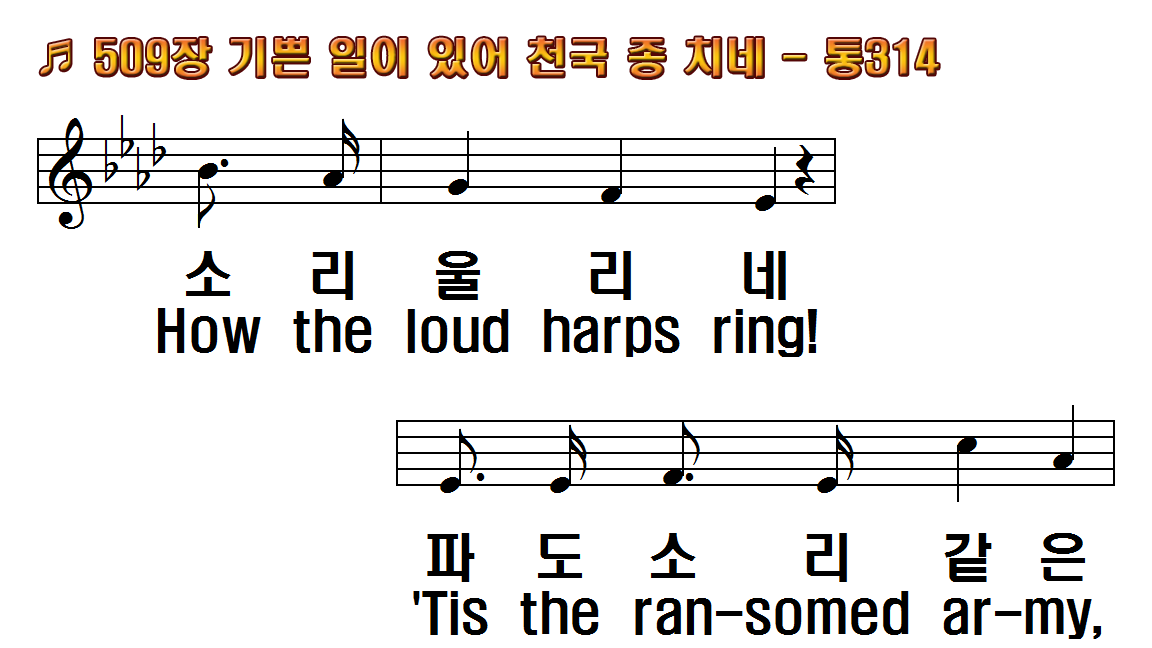 509장 기쁜 일이 있어 천국 종 치네 - 통314
소 리 울 리 네
How the loud harps ring!
파 도 소 리 같 은
'Tis the ran-somed ar-my,